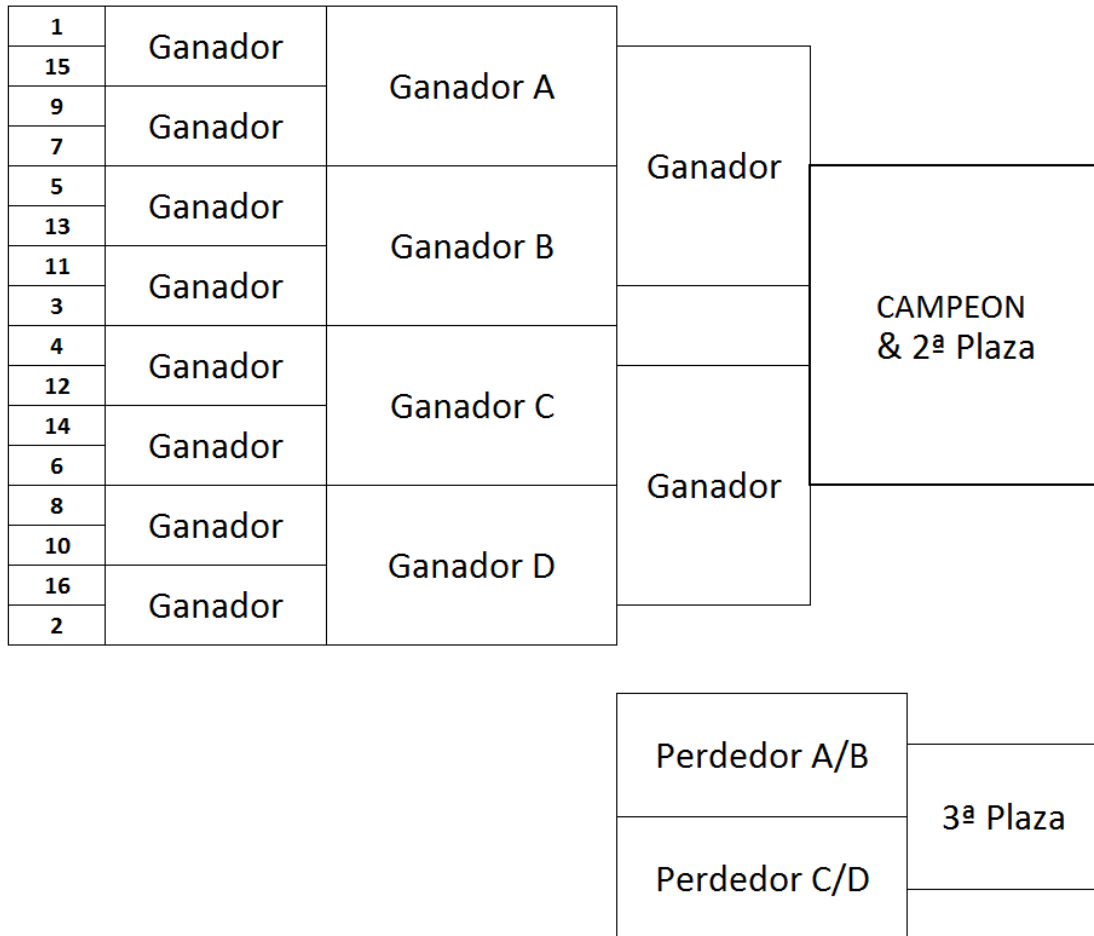 1
15
9
7
5
13
11
3
4
12
14
6
8
10
16
2
Ganador
Ganador
Ganador
Ganador
Ganador
Ganador
Ganador
Ganador
Ganador A
Ganador B
Ganador C
Ganador D
Ganador
Ganador
CAMPEON
& 2ª Plaza
Perdedor A/B
Perdedor C/D
3ª Plaza